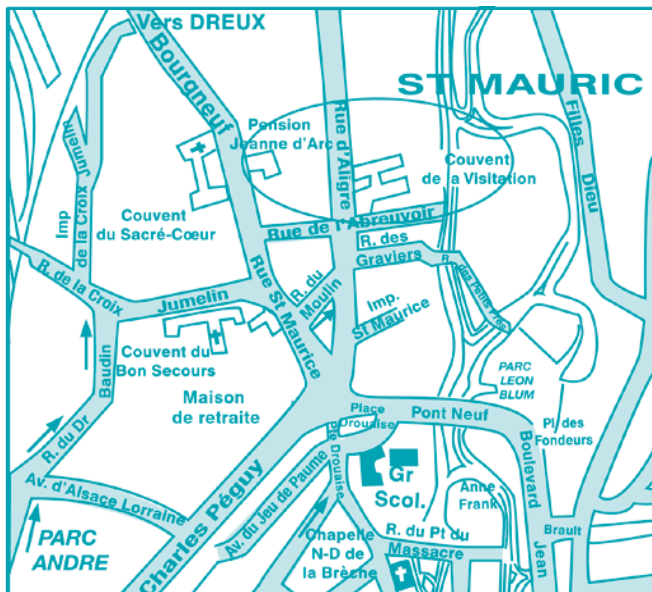 Vers DREUX
Bourgneuf
ST MAURIC
Pension
Jeanne d'Arc
Rue d'Aligre
Couvent
de la Visitation
Filles
Dieu
Imp
de la Croix Jumelin
Couvent
du Sacré-Cœur
Rue de l'Abreuvoir
R. des
Graviers
R. des Petits Prés
R. de la Croix
Jumelin
Rue St Maurice
R. du
Moulin
Imp.
St Maurice
Couvent du
Bon Secours
Baudin
R. du Dr
Maison
de retraite
PARC
LEON
BLUM
Place
Drouaise
Pont Neuf
Pl. des
Fondeurs
Boulevard
Jean
Pte Drouaise
Gr
Scol.
Anne
Frank
Av. d'Alsace Lorraine
Charles Péguy
Av. du Jeu de Paume
PARC
ANDRE
Chapelle
N-D de
la Brèche
R. du Pt du
Massacre
Brault